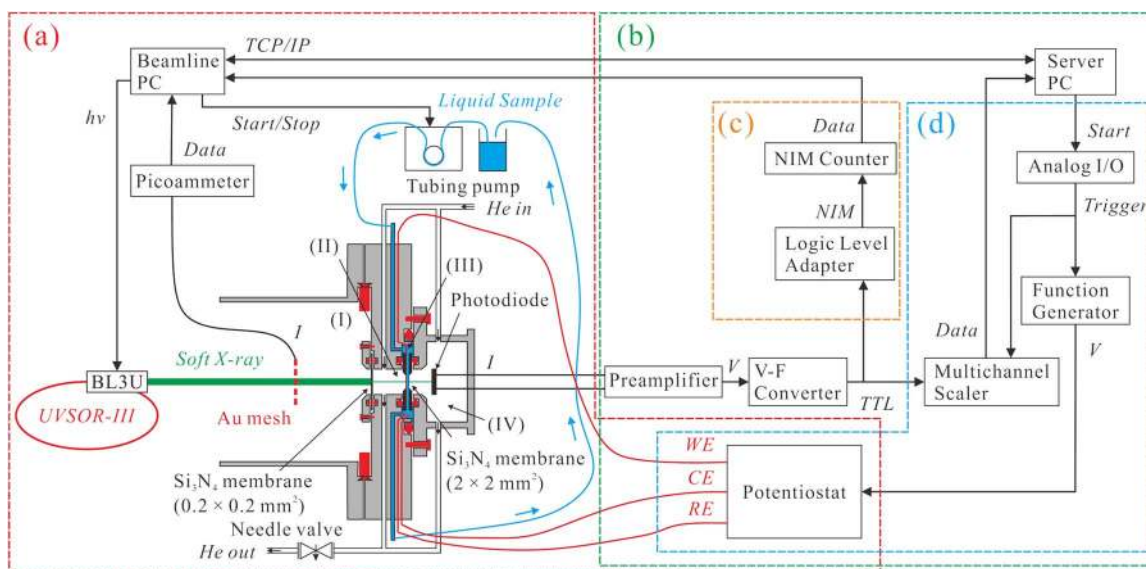 (a)
(b)
Beamline
PC
TCP/IP
Server
PC
hν
Start/Stop
Liquid Sample
(c)
(d)
Data
Picoammeter
Tubing pump
He in
Data
NIM Counter
NIM
Logic Level
Adapter
Start
Analog I/O
Trigger
Function
Generator
(II)
(III)
Photodiode
(I)
I
Soft X-ray
BL3U
UVSOR-III
Au mesh
(IV)
I
Preamplifier
V
V-F
Converter
TTL
Data
Multichannel
Scaler
V
Si₃N₄ membrane
(0.2 × 0.2 mm²)
Si₃N₄ membrane
(2 × 2 mm²)
WE
CE
RE
Potentiostat
Needle valve
He out